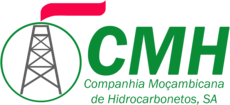 CMH
Companhia Moçambicana
de Hidrocarbonetos, SA